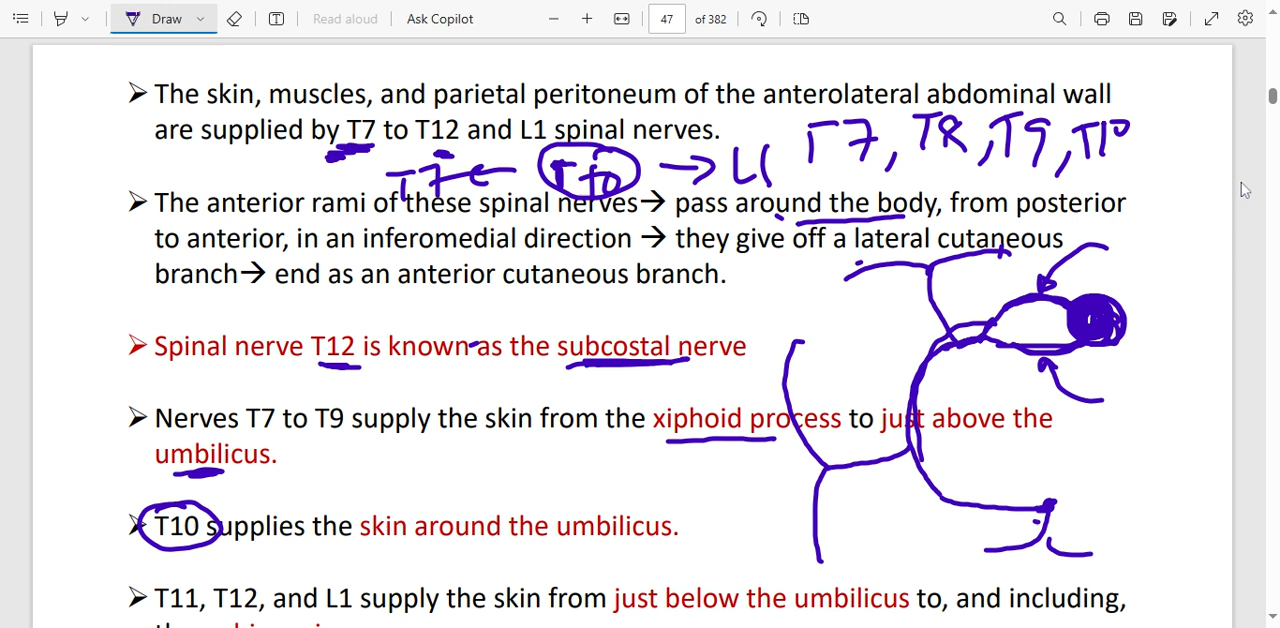 Draw
Read aloud
Ask Copilot
47 of 382
The skin, muscles, and parietal peritoneum of the anterolateral abdominal wall
are supplied by T7 to T12 and L1 spinal nerves.
T7, T8, T9, T10
T7 ← T10 → L1
The anterior rami of these spinal nerves→ pass around the body, from posterior
to anterior, in an inferomedial direction → they give off a lateral cutaneous
branch→ end as an anterior cutaneous branch.
Spinal nerve T12 is known as the subcostal nerve
Nerves T7 to T9 supply the skin from the xiphoid process to just above the
umbilicus.
T10 supplies the skin around the umbilicus.
T11, T12, and L1 supply the skin from just below the umbilicus to, and including,